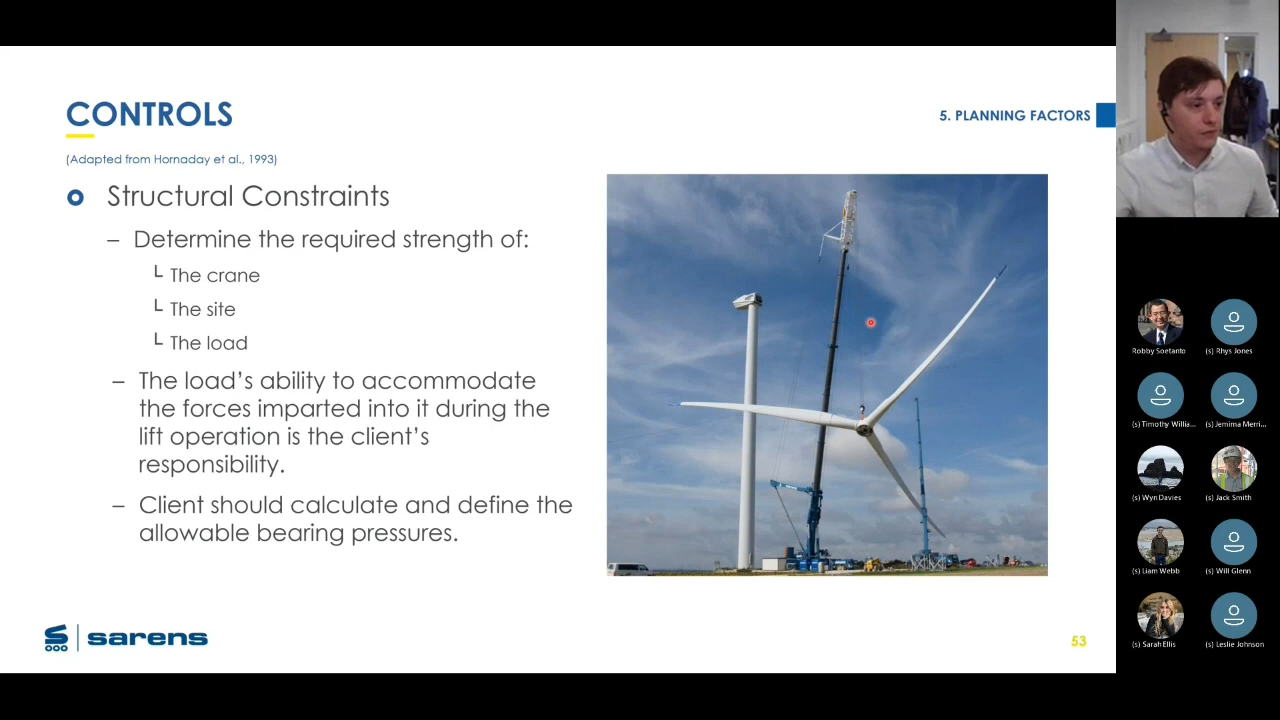 CONTROLS
5. PLANNING FACTORS
(Adapted from Hornaday et al., 1993)
Structural Constraints
– Determine the required strength of:
The crane
The site
The load
– The load's ability to accommodate
the forces imparted into it during the
lift operation is the client's
responsibility.
– Client should calculate and define the
allowable bearing pressures.
sarens
53
Robby Soetanto
(s) Rhys Jones
(s) Timothy Willia...
(s) Jemima Merri...
(s) Wyn Davies
(s) Jack Smith
(s) Liam Webb
(s) Will Glenn
(s) Sarah Ellis
(s) Leslie Johnson